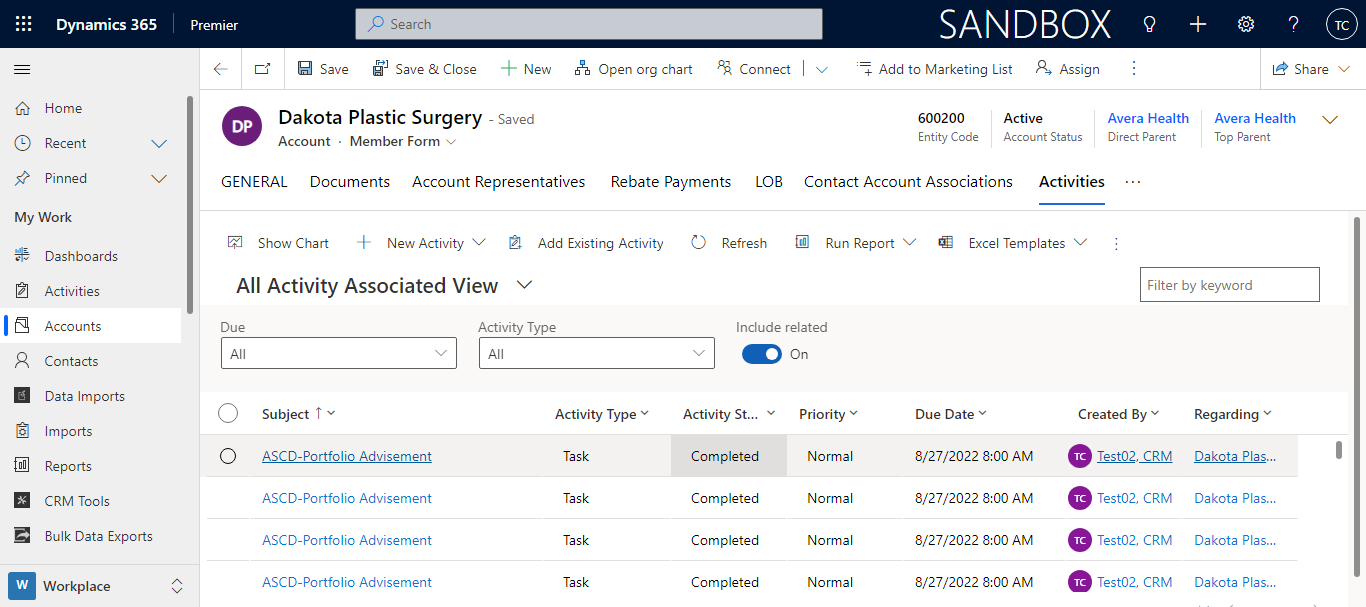 Dynamics 365 Premier Search SANDBOX ? TC
Save Save & Close New Open org chart Connect Add to Marketing List Assign Share
Home
Recent
Pinned
My Work
Dashboards
Activities
Accounts
Contacts
Data Imports
Imports
Reports
CRM Tools
Bulk Data Exports
W Workplace
DP Dakota Plastic Surgery - Saved
Account · Member Form
600200 Active Avera Health Avera Health
Entity Code Account Status Direct Parent Top Parent
GENERAL Documents Account Representatives Rebate Payments LOB Contact Account Associations Activities ...
Show Chart New Activity Add Existing Activity Refresh Run Report Excel Templates
All Activity Associated View Filter by keyword
Due Activity Type Include related
All All On
Subject ↑ Activity Type Activity St... Priority Due Date Created By Regarding
ASCD-Portfolio Advisement Task Completed Normal 8/27/2022 8:00 AM TC Test02, CRM Dakota Plas...
ASCD-Portfolio Advisement Task Completed Normal 8/27/2022 8:00 AM TC Test02, CRM Dakota Plas...
ASCD-Portfolio Advisement Task Completed Normal 8/27/2022 8:00 AM TC Test02, CRM Dakota Plas...
ASCD-Portfolio Advisement Task Completed Normal 8/27/2022 8:00 AM TC Test02, CRM Dakota Plas...